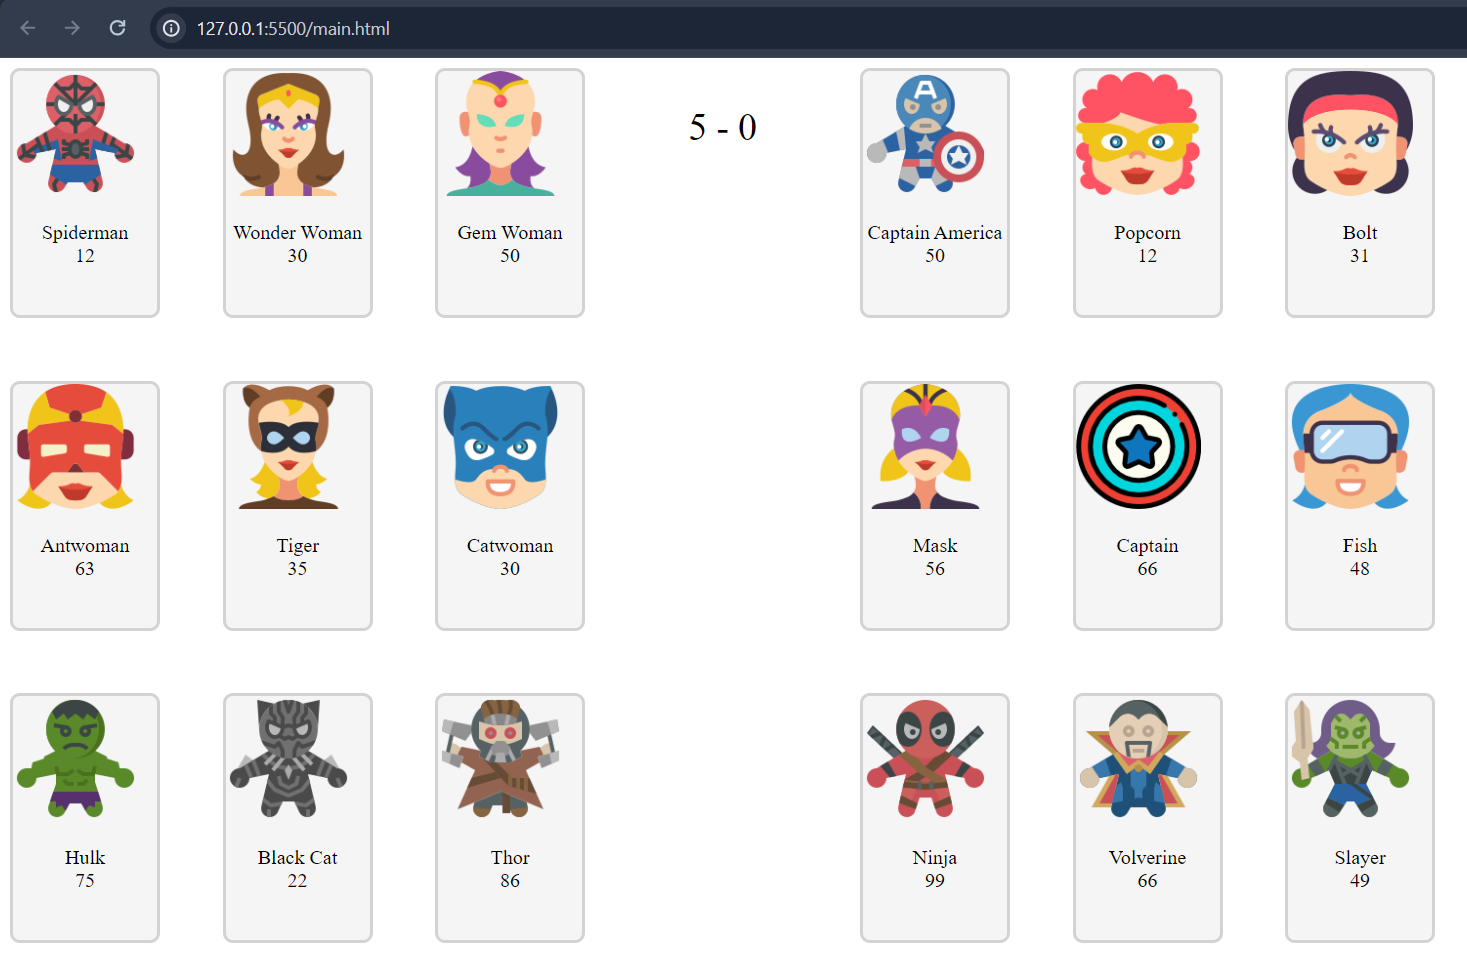 127.0.0.1:5500/main.html
Spiderman
12
Wonder Woman
30
Gem Woman
50
5 - 0
A
Captain America
50
Popcorn
12
Bolt
31
Antwoman
63
Tiger
35
Catwoman
30
Mask
56
Captain
66
Fish
48
Hulk
75
Black Cat
22
Thor
86
Ninja
99
Volverine
66
Slayer
49